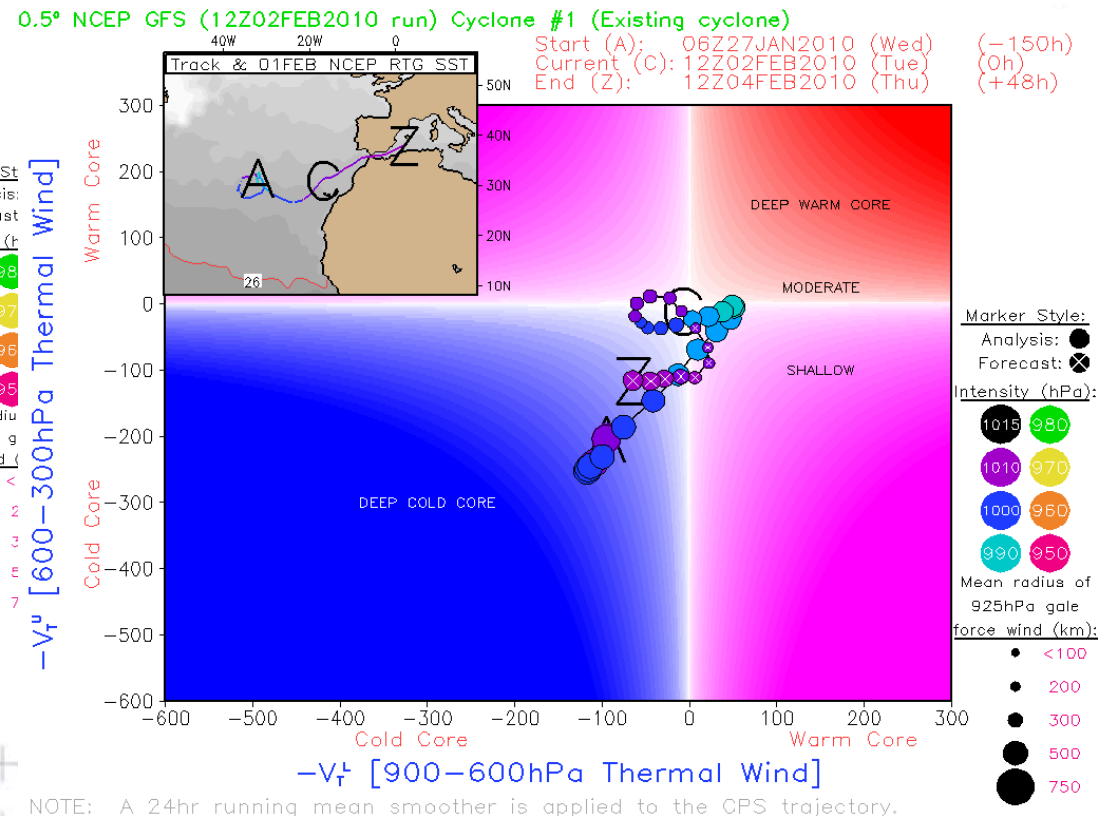 0.5° NCEP GFS (12Z02FEB2010 run) Cyclone #1 (Existing cyclone)
Start (A): 06Z27JAN2010 (Wed) (−150h)
Current (C): 12Z02FEB2010 (Tue) (0h)
End (Z): 12Z04FEB2010 (Thu) (+48h)
40W 20W 0
Track & 01FEB NCEP RTG SST
50N
40N
30N
20N
10N
A C Z
26
300
200
100
0
−100
−200
−300
−400
−500
−600
Warm Core
Cold Core
−V_T^U [600−300hPa Thermal Wind]
DEEP WARM CORE
MODERATE
SHALLOW
DEEP COLD CORE
C
Z
A
−600 −500 −400 −300 −200 −100 0 100 200 300
Cold Core Warm Core
−V_T^L [900−600hPa Thermal Wind]
Marker Style:
Analysis:
Forecast:
Intensity (hPa):
1015 980
1010 970
1000 960
990 950
Mean radius of
925hPa gale
force wind (km):
<100
200
300
500
750
NOTE: A 24hr running mean smoother is applied to the CPS trajectory.